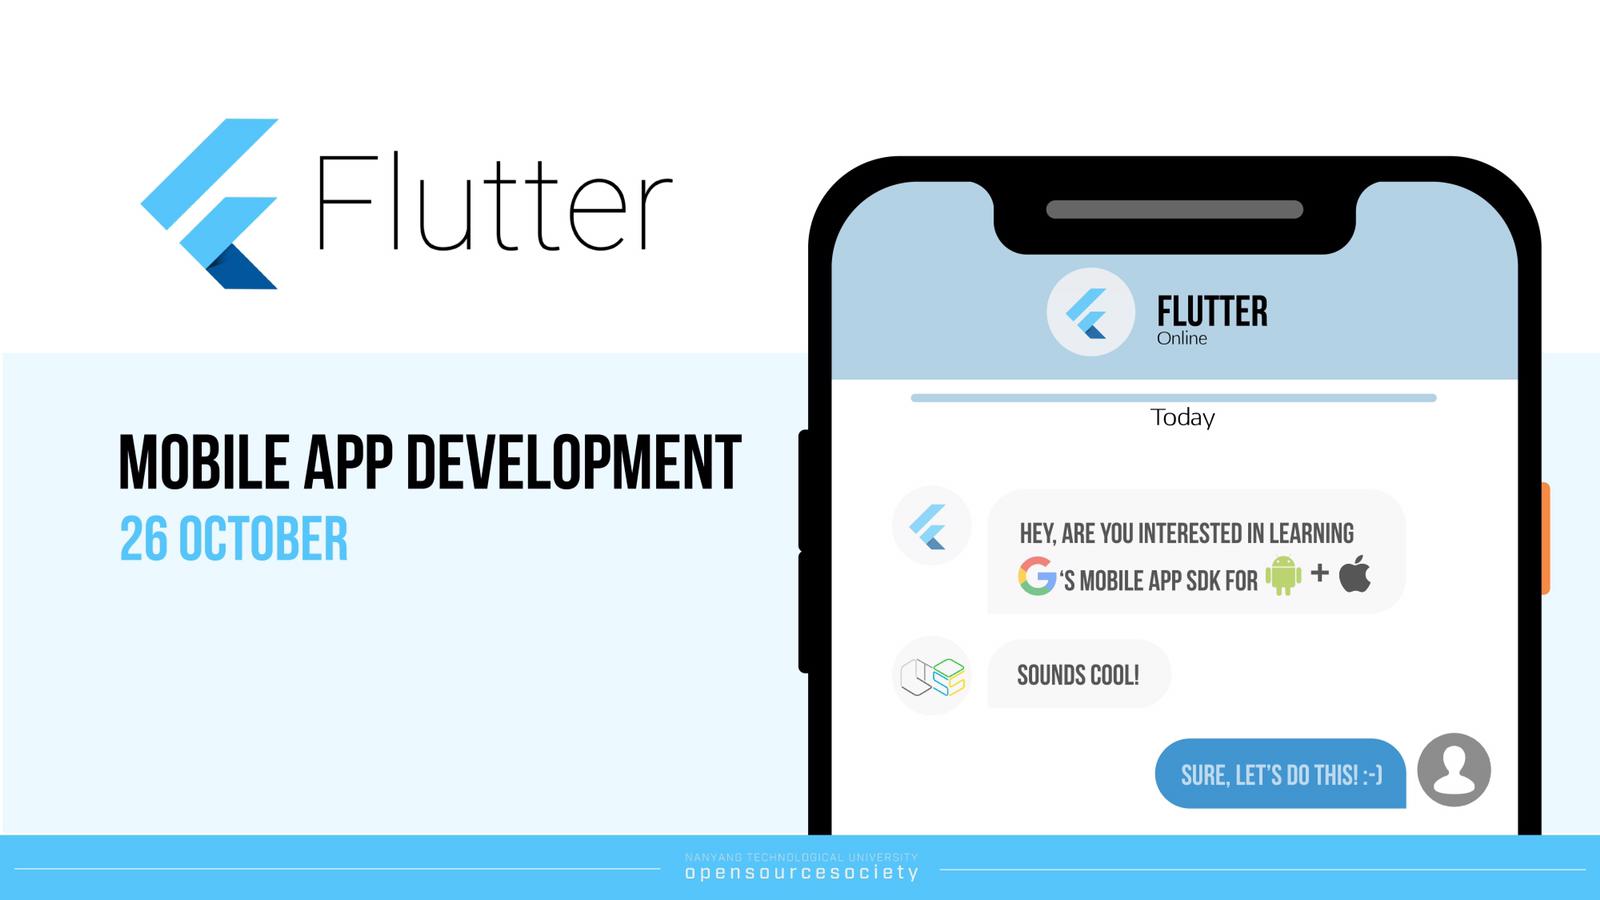 Flutter
MOBILE APP DEVELOPMENT
26 OCTOBER
FLUTTER
Online
Today
HEY, ARE YOU INTERESTED IN LEARNING
G'S MOBILE APP SDK FOR +
SOUNDS COOL!
SURE, LET'S DO THIS! :-)
NANYANG TECHNOLOGICAL UNIVERSITY
opensourcesociety